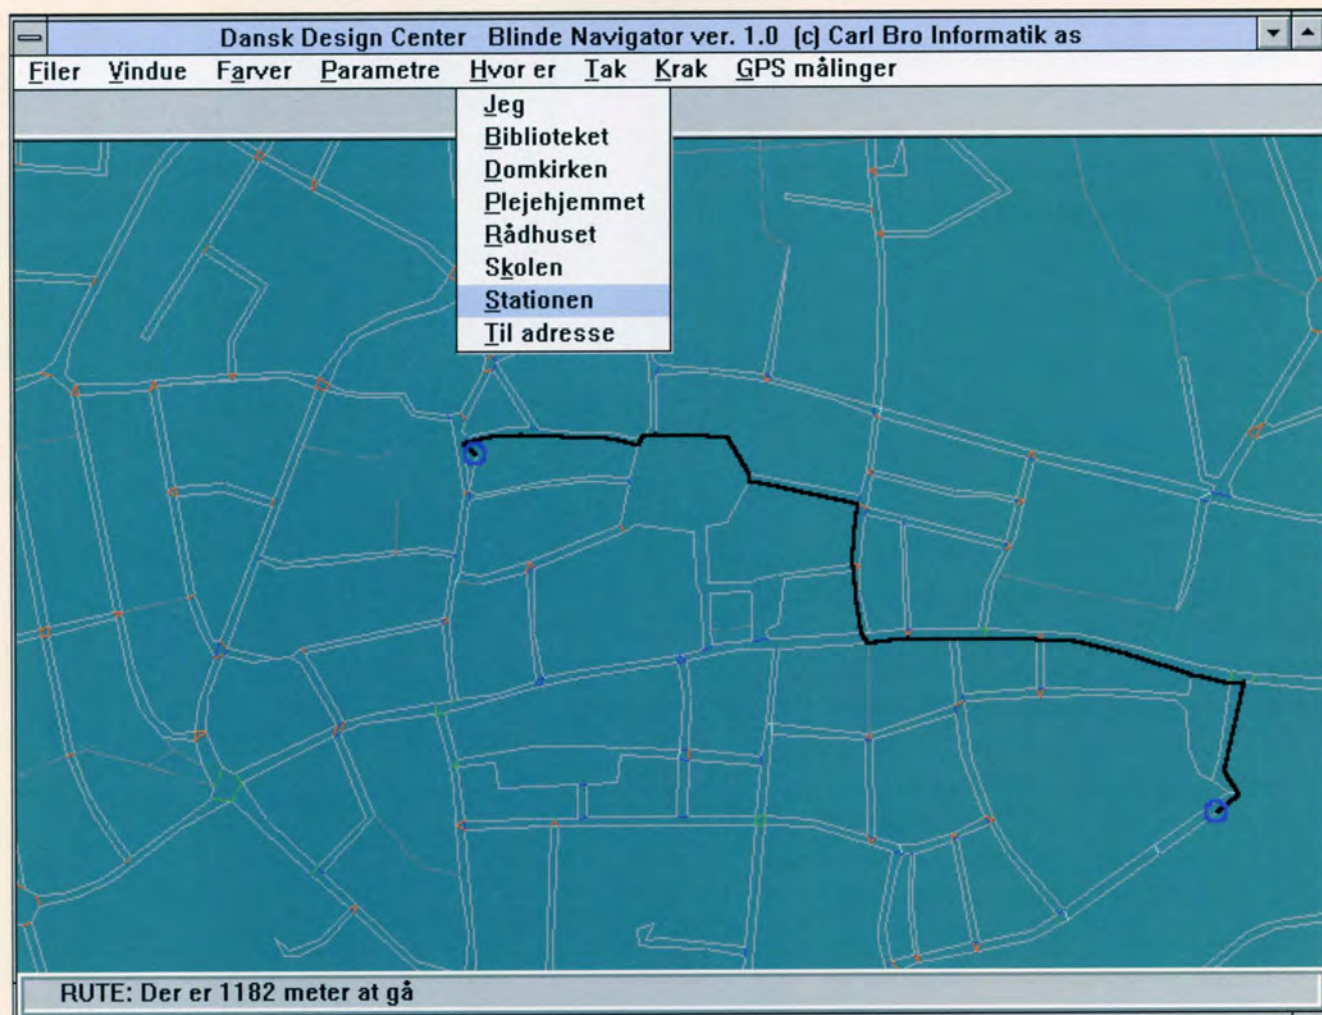 Dansk Design Center Blinde Navigator ver. 1.0 (c) Carl Bro Informatik as
Filer Vindue Farver Parametre Hvor er Tak Krak GPS målinger
Jeg
Biblioteket
Domkirken
Plejehjemmet
Rådhuset
Skolen
Stationen
Til adresse
RUTE: Der er 1182 meter at gå